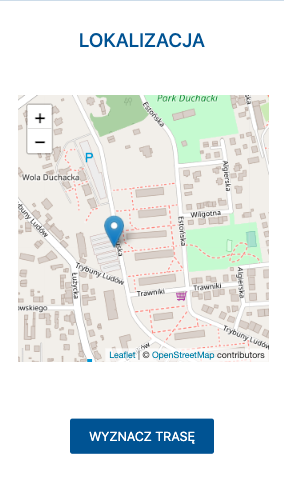 LOKALIZACJA
Park Duchacki
Estońska
+
−
P
Algierska
Wola Duchacka
Wilgotna
Trybuny Ludów
Estońska
Trybuny Ludów
Łużycka
Trawniki
Trawniki
Algierska
Trybuny Ludów
Leaflet | © OpenStreetMap contributors
WYZNACZ TRASĘ